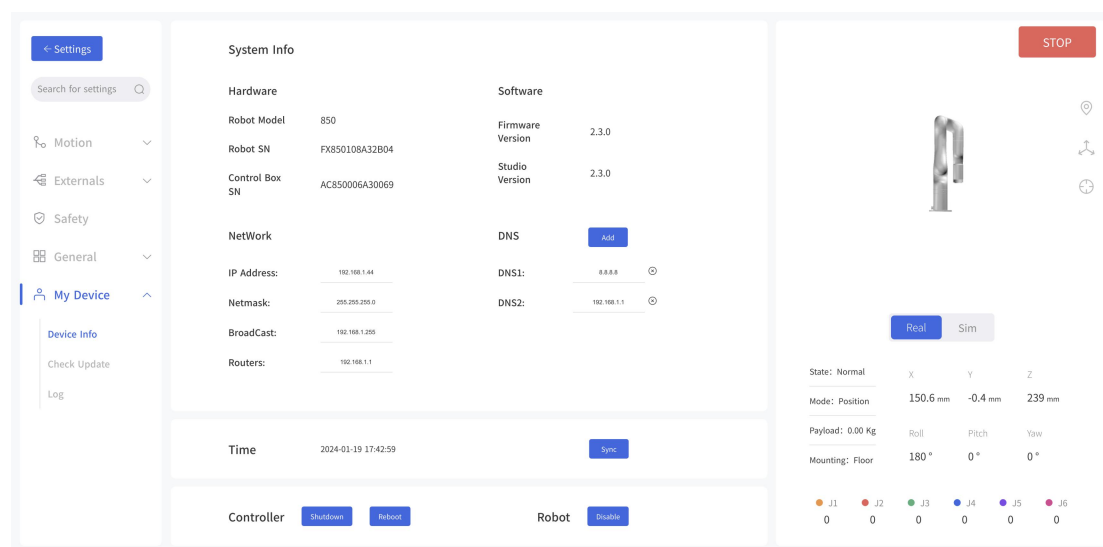 ← Settings
Search for settings
Motion
Externals
Safety
General
My Device
Device Info
Check Update
Log
System Info
Hardware
Robot Model 850
Robot SN FX850108A32B04
Control Box
SN AC850006A30069
Software
Firmware
Version 2.3.0
Studio
Version 2.3.0
NetWork
IP Address: 192.168.1.44
Netmask: 255.255.255.0
BroadCast: 192.168.1.255
Routers: 192.168.1.1
DNS Add
DNS1: 8.8.8.8
DNS2: 192.168.1.1
Time 2024-01-19 17:42:59 Sync
Controller Shutdown Reboot Robot Disable
STOP
Real Sim
State: Normal
Mode: Position
Payload: 0.00 Kg
Mounting: Floor
X Y Z
150.6 mm -0.4 mm 239 mm
Roll Pitch Yaw
180 ° 0 ° 0 °
J1 J2 J3 J4 J5 J6
0 0 0 0 0 0